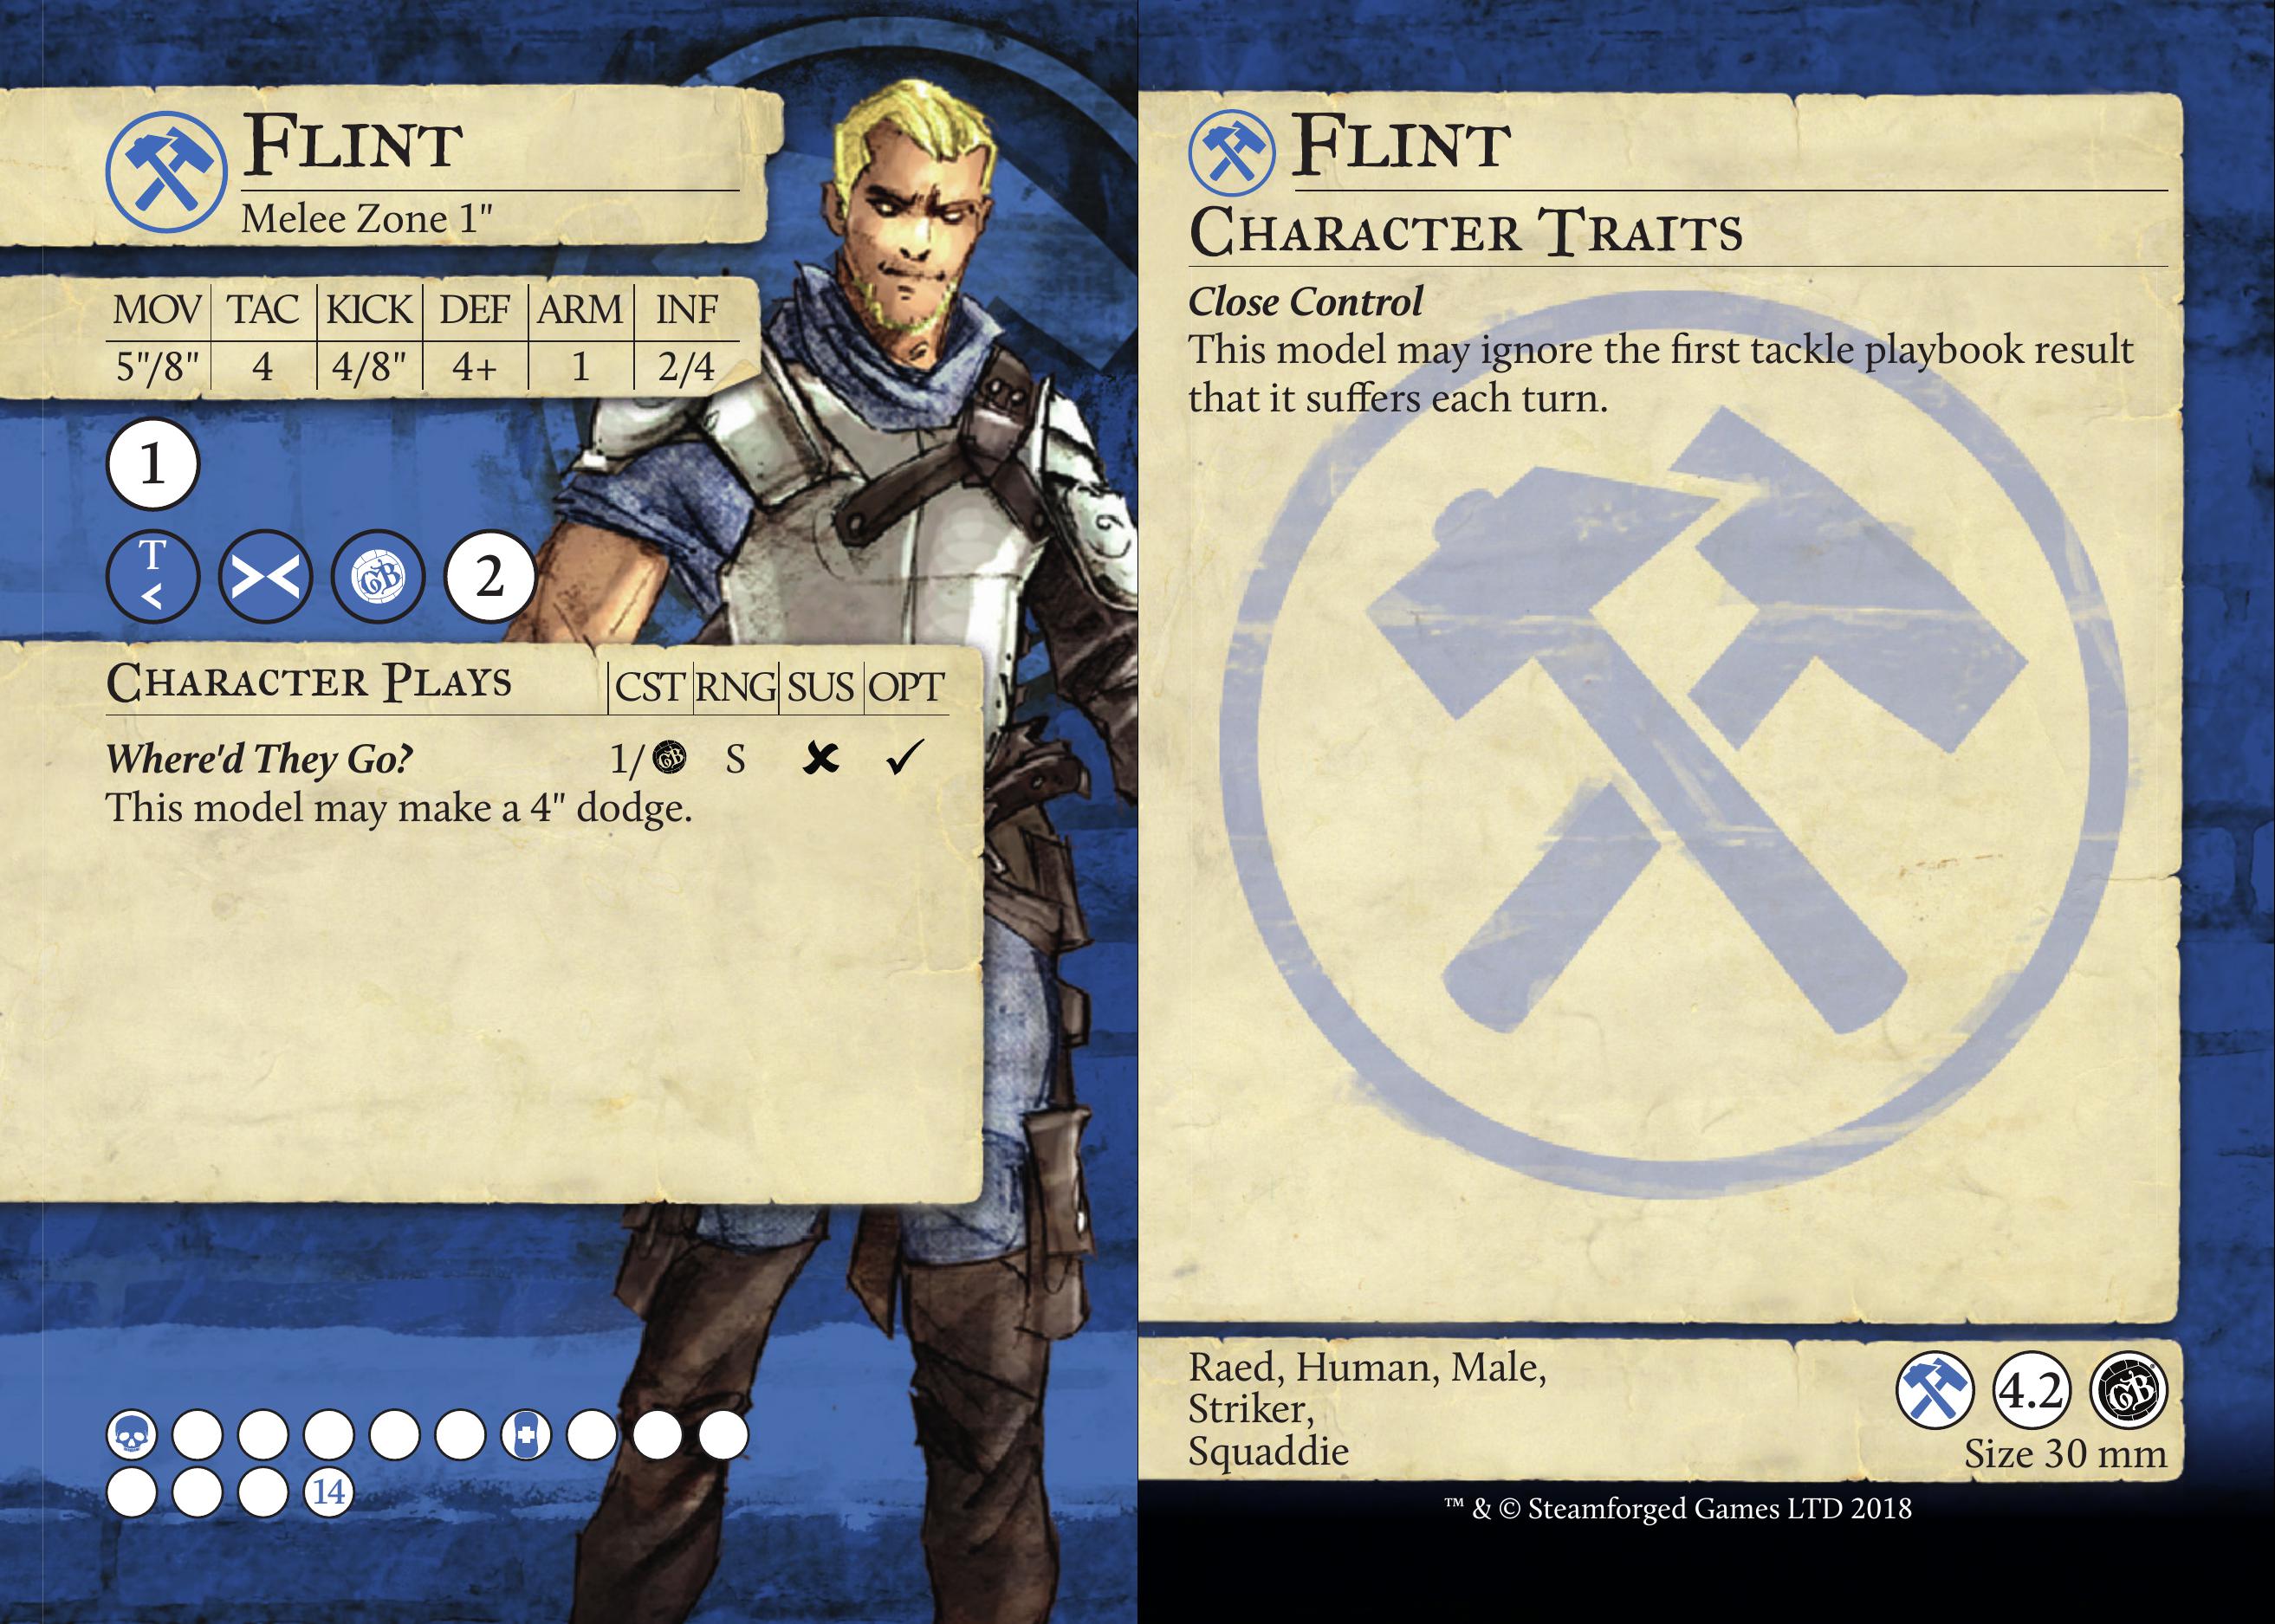 Flint
Melee Zone 1"
MOV TAC KICK DEF ARM INF
5"/8" 4 4/8" 4+ 1 2/4
1
T < >< GB 2
Character Plays CST RNG SUS OPT
Where'd They Go? 1/GB S ✘ ✓
This model may make a 4" dodge.
14
Flint
Character Traits
Close Control
This model may ignore the first tackle playbook result
that it suffers each turn.
Raed, Human, Male,
Striker,
Squaddie
4.2 GB
Size 30 mm
™ & © Steamforged Games LTD 2018